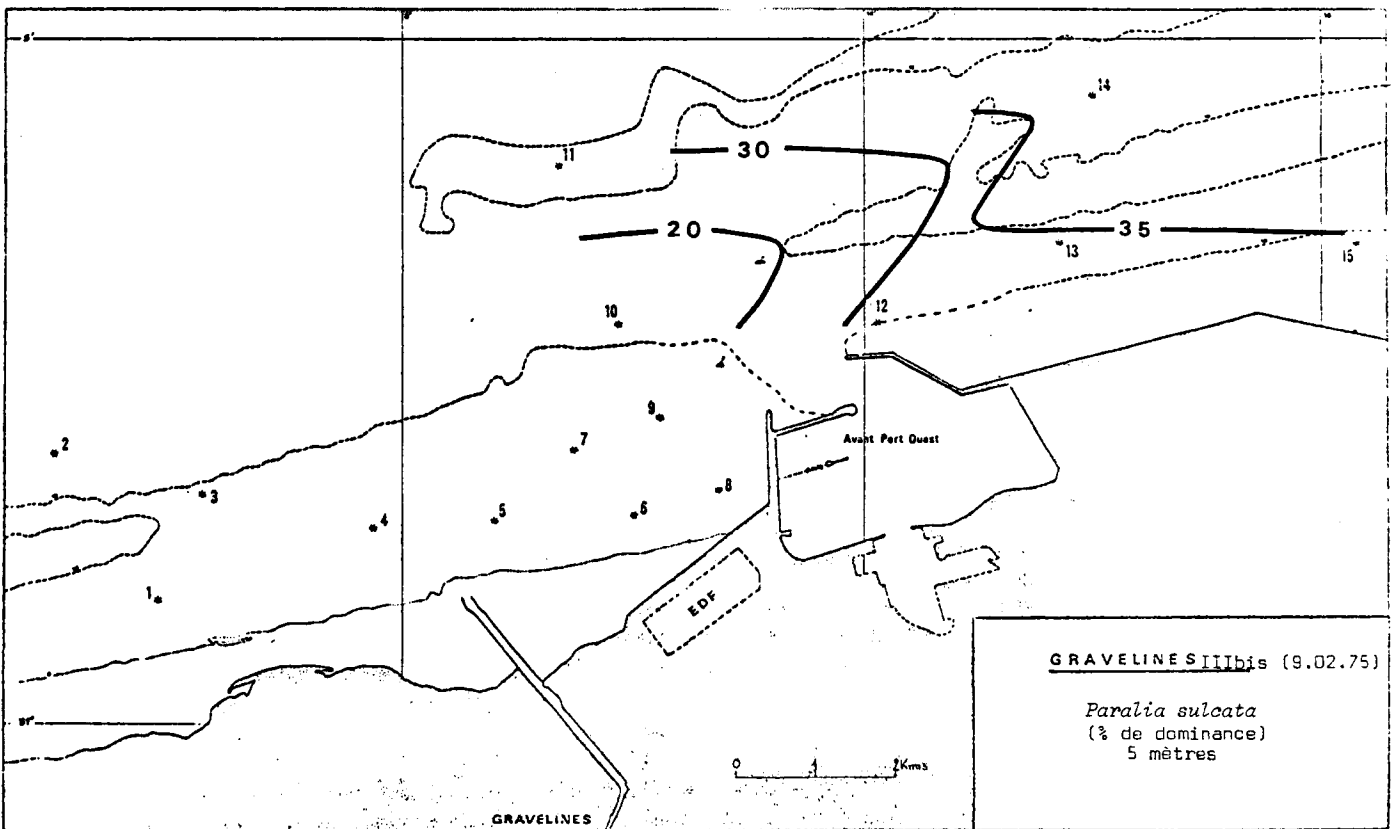 14
11
30
20
35
13
15
12
10
9
2
7
3
8
4
5
6
Avant Port Ouest
1
EDF
GRAVELINES IIIbis (9.02.75)
Paralia sulcata
(% de dominance)
5 mètres
0 1 2Kms
GRAVELINES